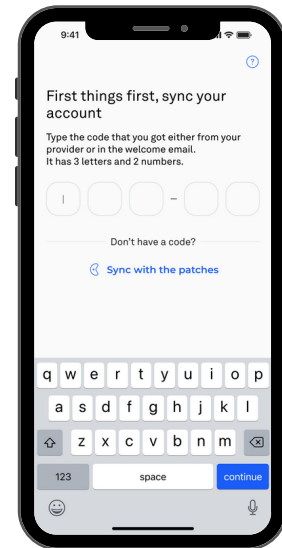 9:41
?
First things first, sync your
account
Type the code that you got either from your
provider or in the welcome email.
It has 3 letters and 2 numbers.
–
Don't have a code?
Sync with the patches
q w e r t y u i o p
a s d f g h j k l
z x c v b n m
123 space continue